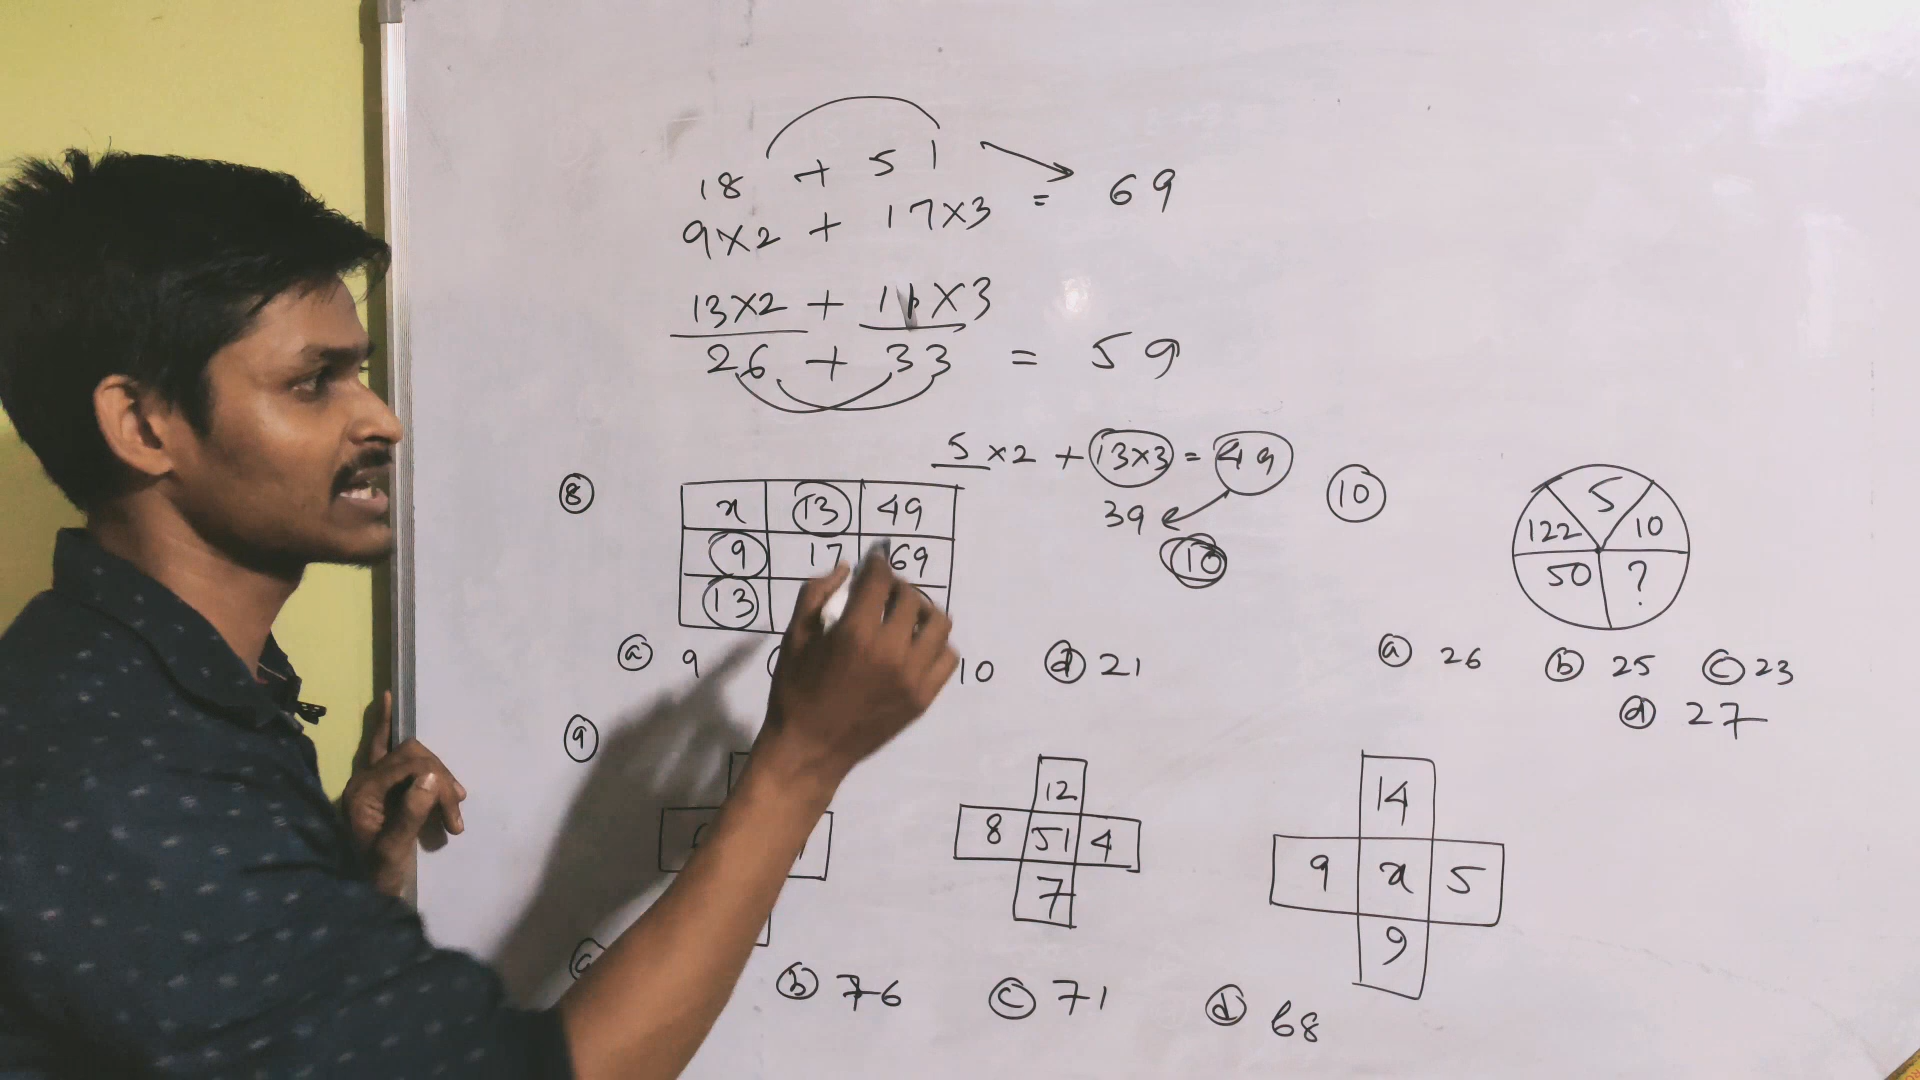 18 + 51
9×2 + 17×3 = 69
13×2 + 11×3
26 + 33 = 59
5×2 + 13×3 = 49
39
10
8
x 13 49
9 17 69
13
a 9 10 d 21
10
5
122 10
50 ?
a 26 b 25 c 23
d 27
9
12
8 51 4
7
14
9 x 5
9
b 76 c 71 d 68